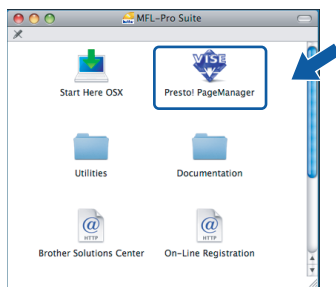 MFL-Pro Suite
VISE
Start Here OSX
Presto! PageManager
Utilities
Documentation
@
HTTP
@
HTTP
Brother Solutions Center
On-Line Registration